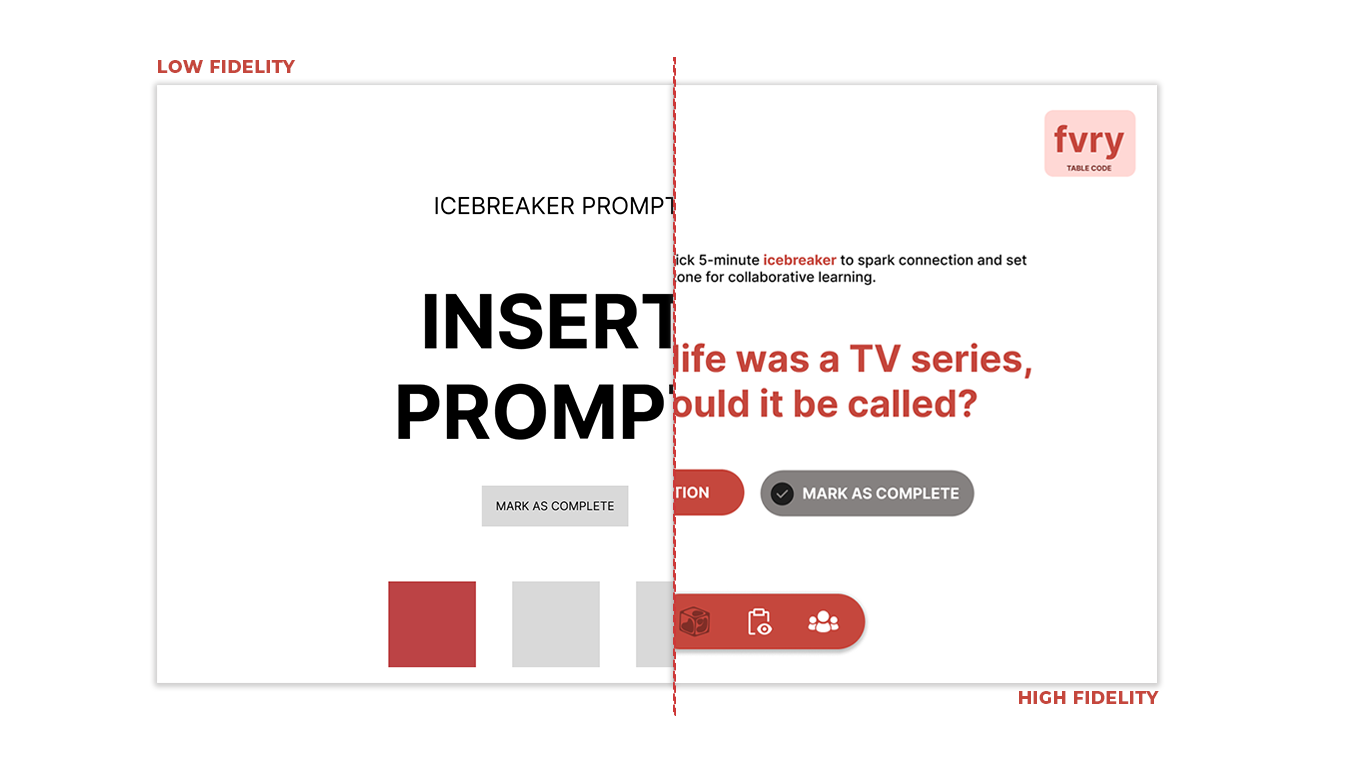 LOW FIDELITY
ICEBREAKER PROMPT
INSERT
PROMPT
MARK AS COMPLETE
fvry
TABLE CODE
ick 5-minute icebreaker to spark connection and set
one for collaborative learning.
life was a TV series,
ould it be called?
TION
MARK AS COMPLETE
HIGH FIDELITY